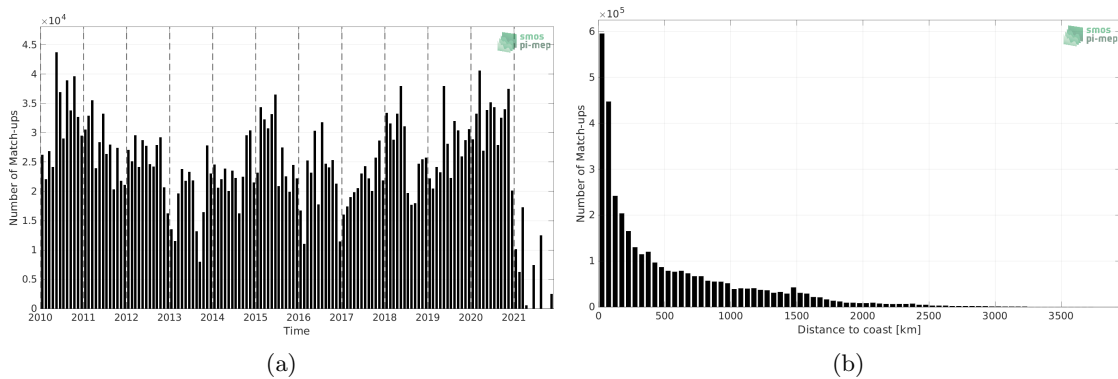 ×10⁴
4.5
4
3.5
3
2.5
2
1.5
1
0.5
0
2010 2011 2012 2013 2014 2015 2016 2017 2018 2019 2020 2021
Time
Number of Match-ups
smos
pi-mep
(a)
×10⁵
6
5
4
3
2
1
0
0 500 1000 1500 2000 2500 3000 3500
Distance to coast [km]
Number of Match-ups
smos
pi-mep
(b)